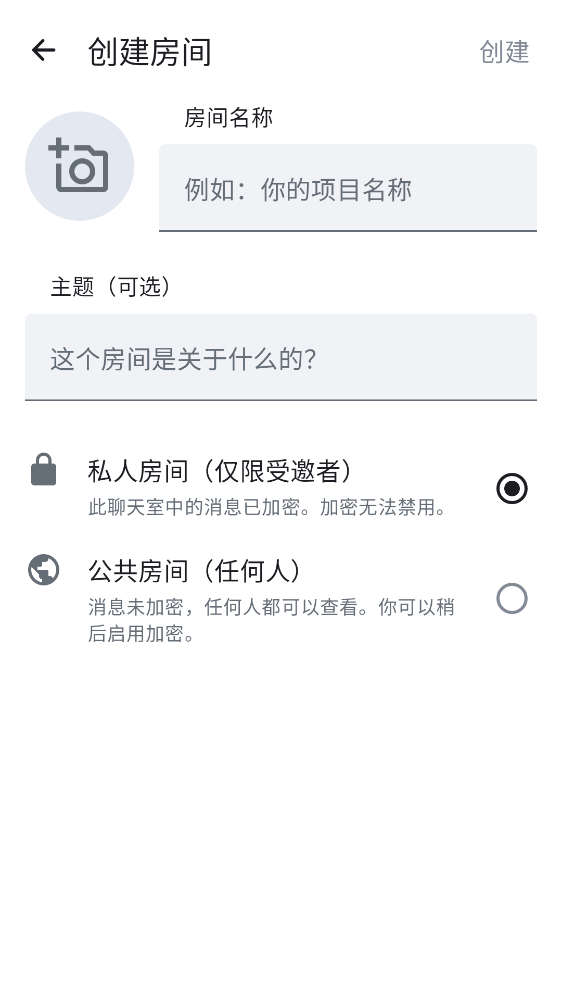 创建房间
创建
房间名称
例如：你的项目名称
主题（可选）
这个房间是关于什么的？
私人房间（仅限受邀者）
此聊天室中的消息已加密。加密无法禁用。
公共房间（任何人）
消息未加密，任何人都可以查看。你可以稍
后启用加密。